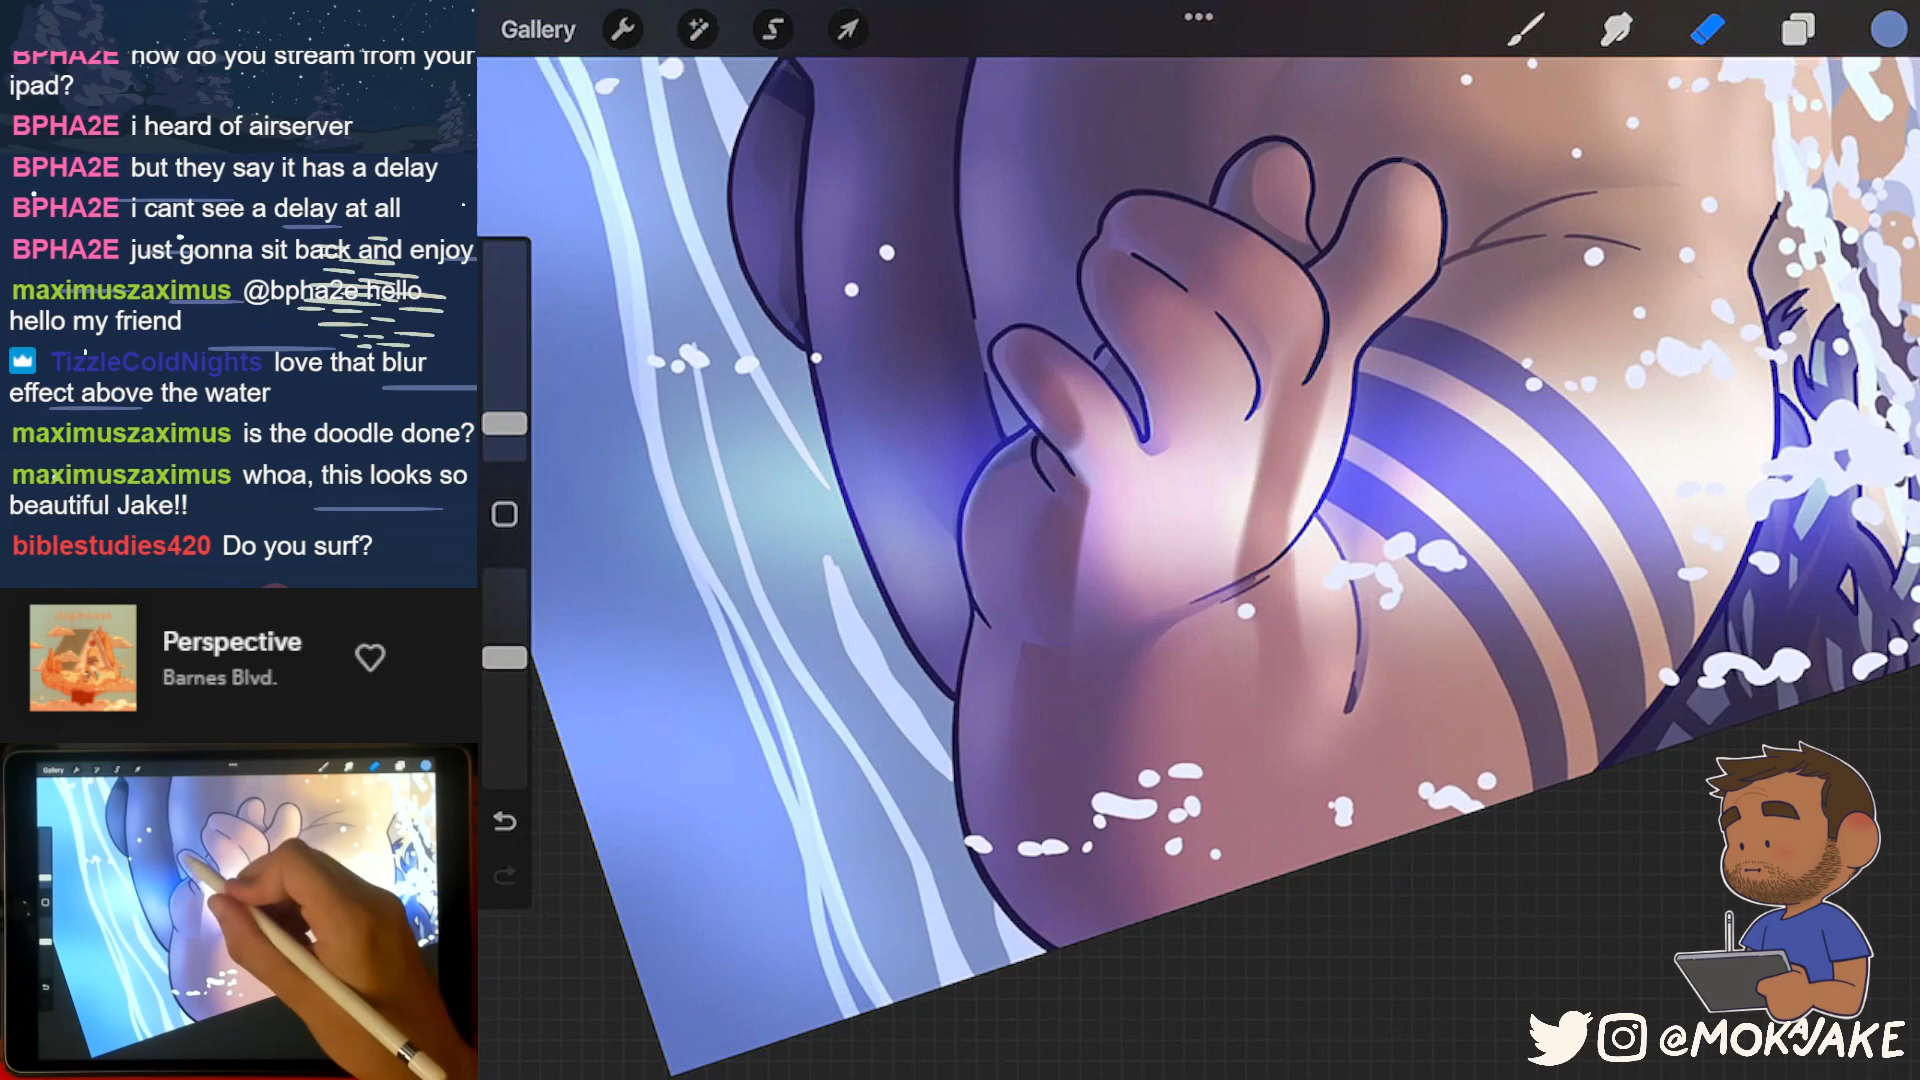 BPHA2E how do you stream from your
ipad?
BPHA2E i heard of airserver
BPHA2E but they say it has a delay
BPHA2E i cant see a delay at all
BPHA2E just gonna sit back and enjoy
maximuszaximus @bpha2e hello
hello my friend
TizzleColdNights love that blur
effect above the water
maximuszaximus is the doodle done?
maximuszaximus whoa, this looks so
beautiful Jake!!
biblestudies420 Do you surf?
Perspective
Barnes Blvd.
Gallery
Gallery
@MOKAJAKE